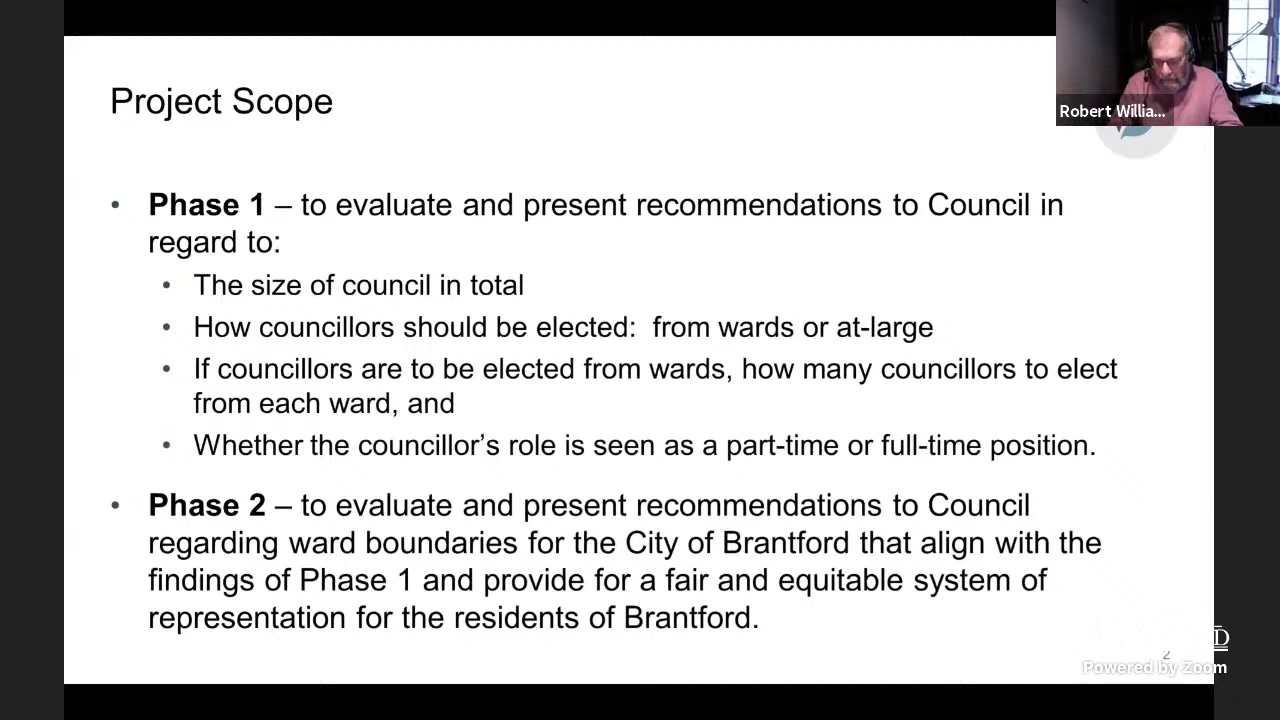 Project Scope
Robert Willia...
• Phase 1 – to evaluate and present recommendations to Council in
regard to:
• The size of council in total
• How councillors should be elected:  from wards or at-large
• If councillors are to be elected from wards, how many councillors to elect
from each ward, and
• Whether the councillor’s role is seen as a part-time or full-time position.
• Phase 2 – to evaluate and present recommendations to Council
regarding ward boundaries for the City of Brantford that align with the
findings of Phase 1 and provide for a fair and equitable system of
representation for the residents of Brantford.
D
2
Powered by Zoom